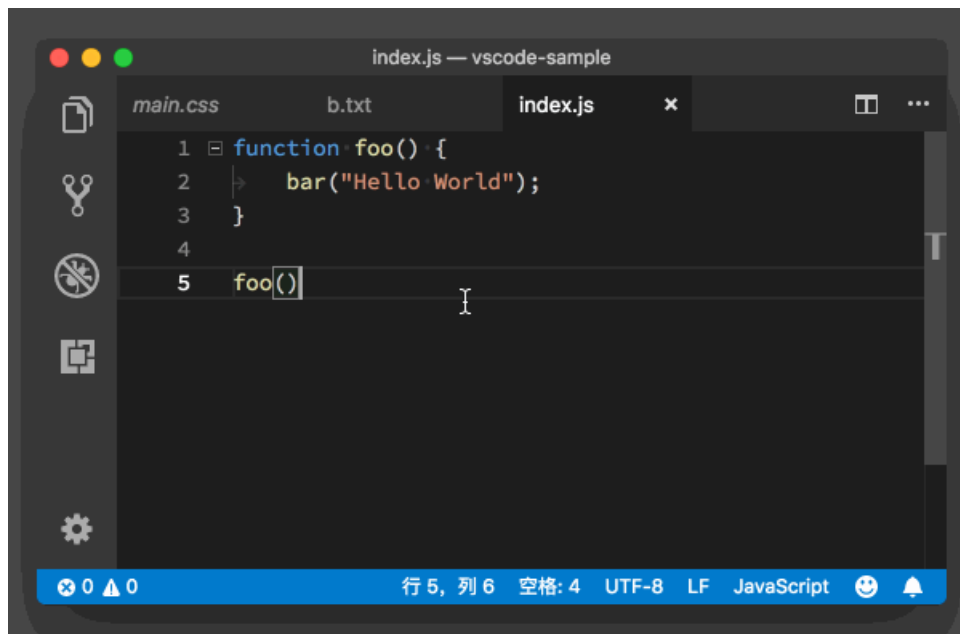 index.js — vscode-sample
main.css b.txt index.js
1 function foo() {
2 bar("Hello World");
3 }
4
5 foo()
0 0 行 5，列 6 空格: 4 UTF-8 LF JavaScript